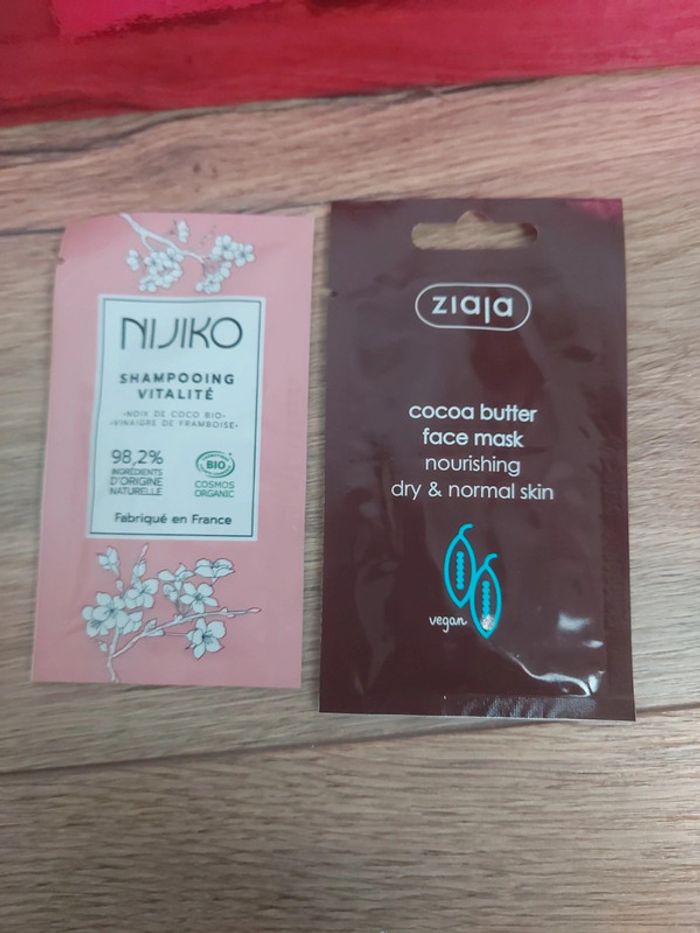 NIJIKO
SHAMPOOING
VITALITÉ
•NOIX DE COCO BIO•
•VINAIGRE DE FRAMBOISE•
98,2%
INGRÉDIENTS
D'ORIGINE
NATURELLE
BIO
COSMOS
ORGANIC
Fabriqué en France
ziaja
cocoa butter
face mask
nourishing
dry & normal skin
vegan